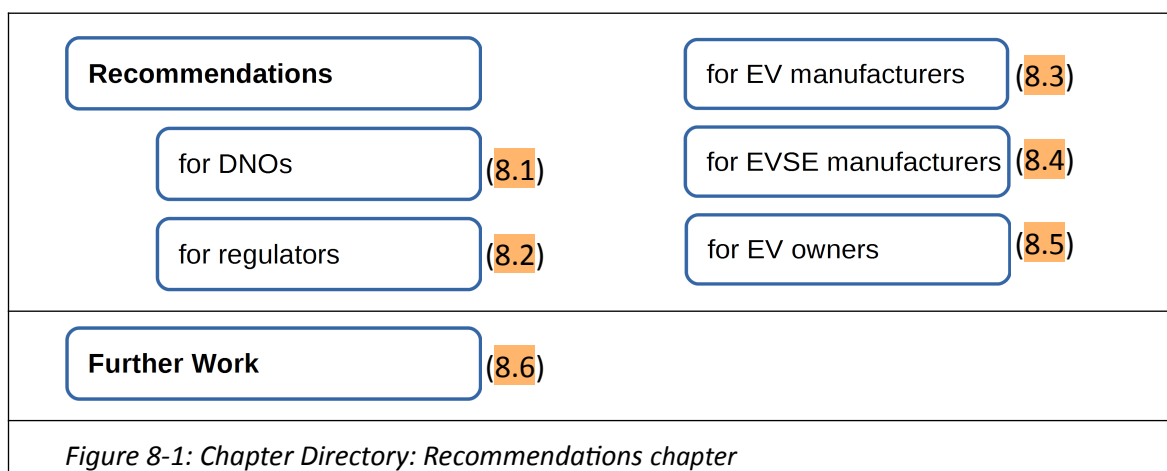 Recommendations
for DNOs (8.1)
for regulators (8.2)
for EV manufacturers (8.3)
for EVSE manufacturers (8.4)
for EV owners (8.5)
Further Work (8.6)
Figure 8-1: Chapter Directory: Recommendations chapter